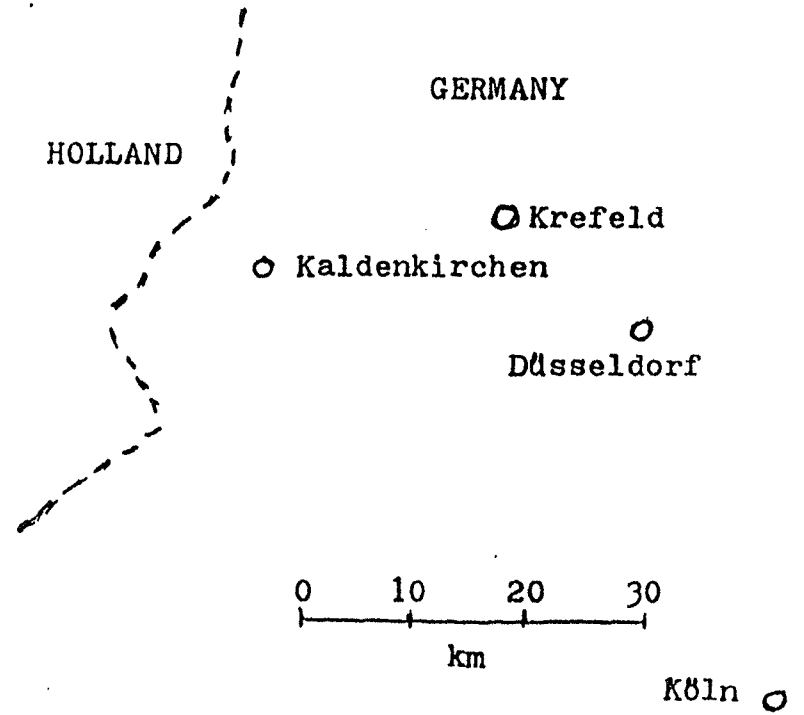 GERMANY
HOLLAND
Krefeld
Kaldenkirchen
Düsseldorf
0 10 20 30
km
Köln